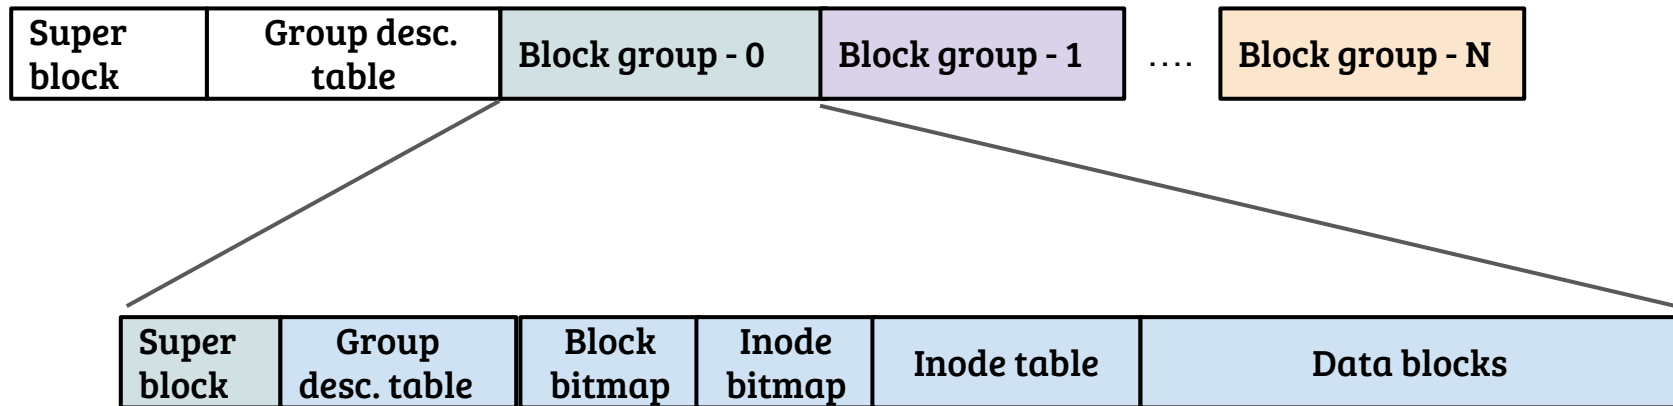 Super
block
Group desc.
table
Block group - 0
Block group - 1
....
Block group - N
Super
block
Group
desc. table
Block
bitmap
Inode
bitmap
Inode table
Data blocks